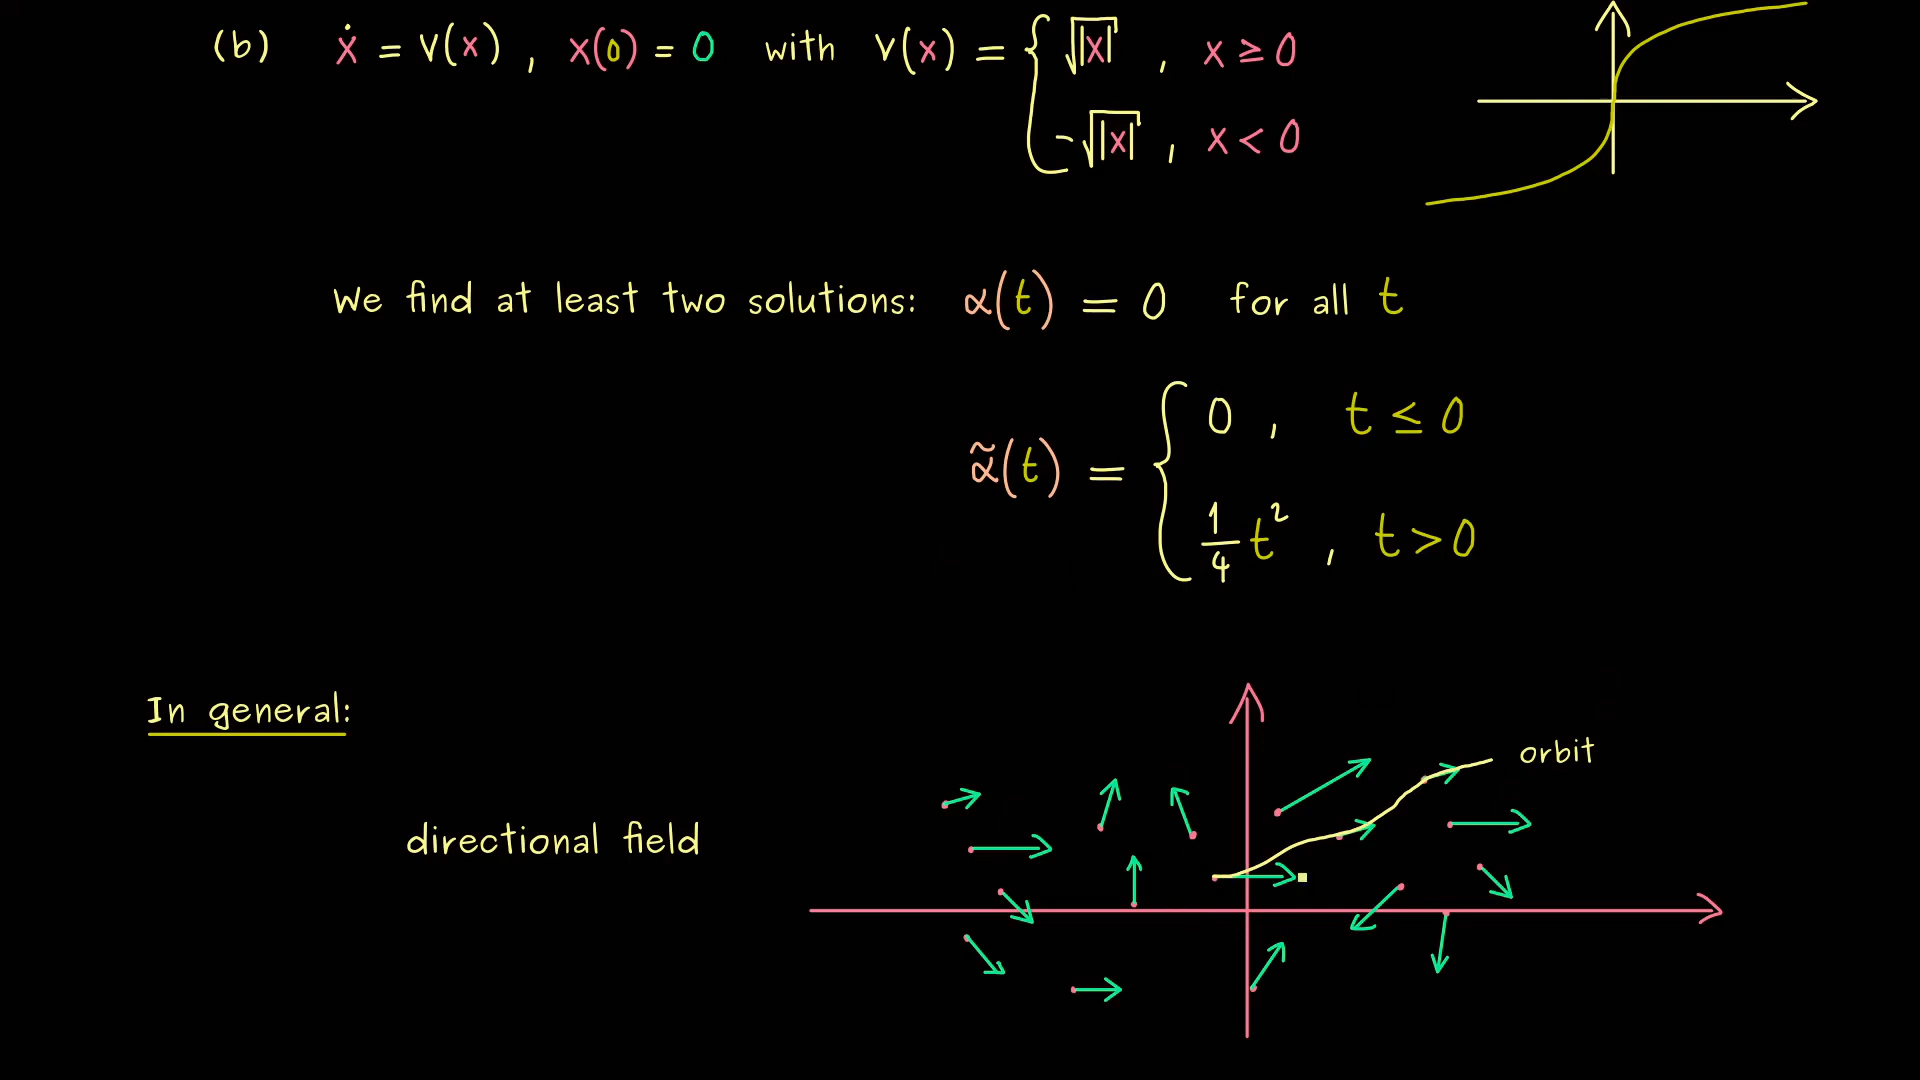 (b) ẋ = v(x) , x(0) = 0 with v(x) = { √|x| , x ≥ 0
-√|x| , x < 0
We find at least two solutions: α(t) = 0 for all t
α̃(t) = { 0 , t ≤ 0
1/4 t² , t > 0
In general:
orbit
directional field